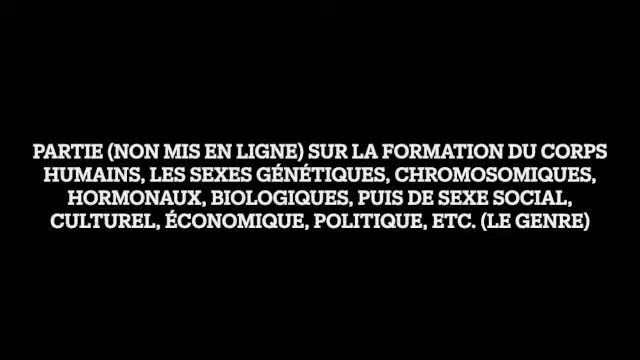 PARTIE (NON MIS EN LIGNE) SUR LA FORMATION DU CORPS
HUMAINS, LES SEXES GÉNÉTIQUES, CHROMOSOMIQUES,
HORMONAUX, BIOLOGIQUES, PUIS DE SEXE SOCIAL,
CULTUREL, ÉCONOMIQUE, POLITIQUE, ETC. (LE GENRE)